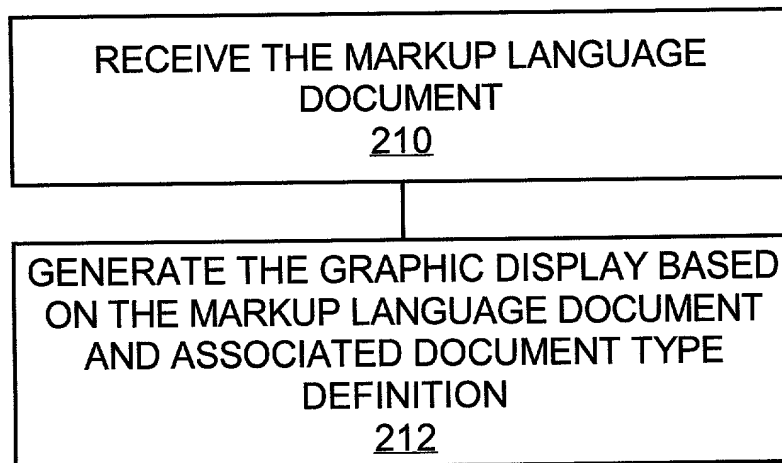 RECEIVE THE MARKUP LANGUAGE
DOCUMENT
210
GENERATE THE GRAPHIC DISPLAY BASED
ON THE MARKUP LANGUAGE DOCUMENT
AND ASSOCIATED DOCUMENT TYPE
DEFINITION
212